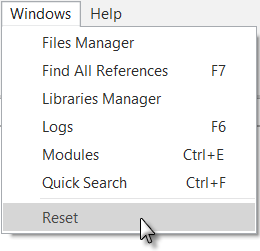 Windows Help
Files Manager
Find All References F7
Libraries Manager
Logs F6
Modules Ctrl+E
Quick Search Ctrl+F
Reset